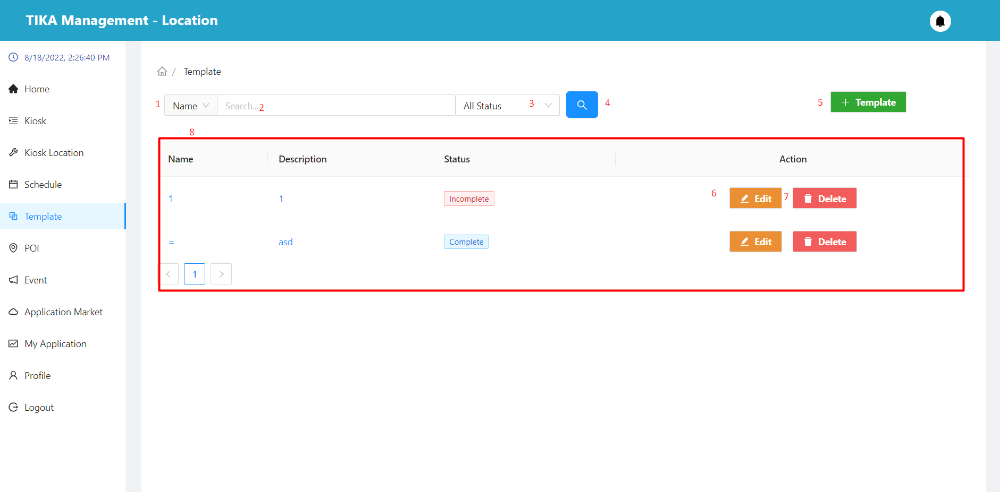 TIKA Management - Location
8/18/2022, 2:26:40 PM
Home
Kiosk
Kiosk Location
Schedule
Template
POI
Event
Application Market
My Application
Profile
Logout
/ Template
1 Name Search...2 All Status 3 4 5 + Template
8
Name Description Status Action
1 1 Incomplete 6 Edit 7 Delete
= asd Complete Edit Delete
< 1 >